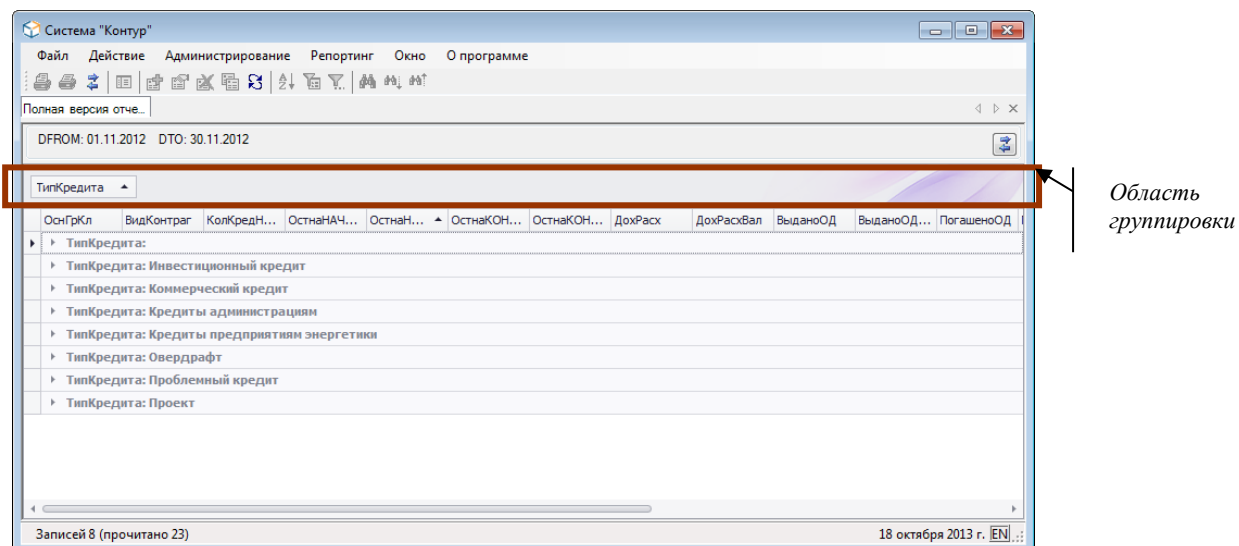 Система "Контур"
Файл Действие Администрирование Репортинг Окно О программе
Полная версия отче...
DFROM: 01.11.2012 DTO: 30.11.2012
ТипКредита
Область
группировки
ОснГрКл ВидКонтраг КолКредН... ОстнаНАЧ... ОстнаН... ОстнаКОН... ОстнаКОН... ДохРасх ДохРасхВал ВыданоОД ВыданоОД... ПогашеноОД
ТипКредита:
ТипКредита: Инвестиционный кредит
ТипКредита: Коммерческий кредит
ТипКредита: Кредиты администрациям
ТипКредита: Кредиты предприятиям энергетики
ТипКредита: Овердрафт
ТипКредита: Проблемный кредит
ТипКредита: Проект
Записей 8 (прочитано 23) 18 октября 2013 г. EN